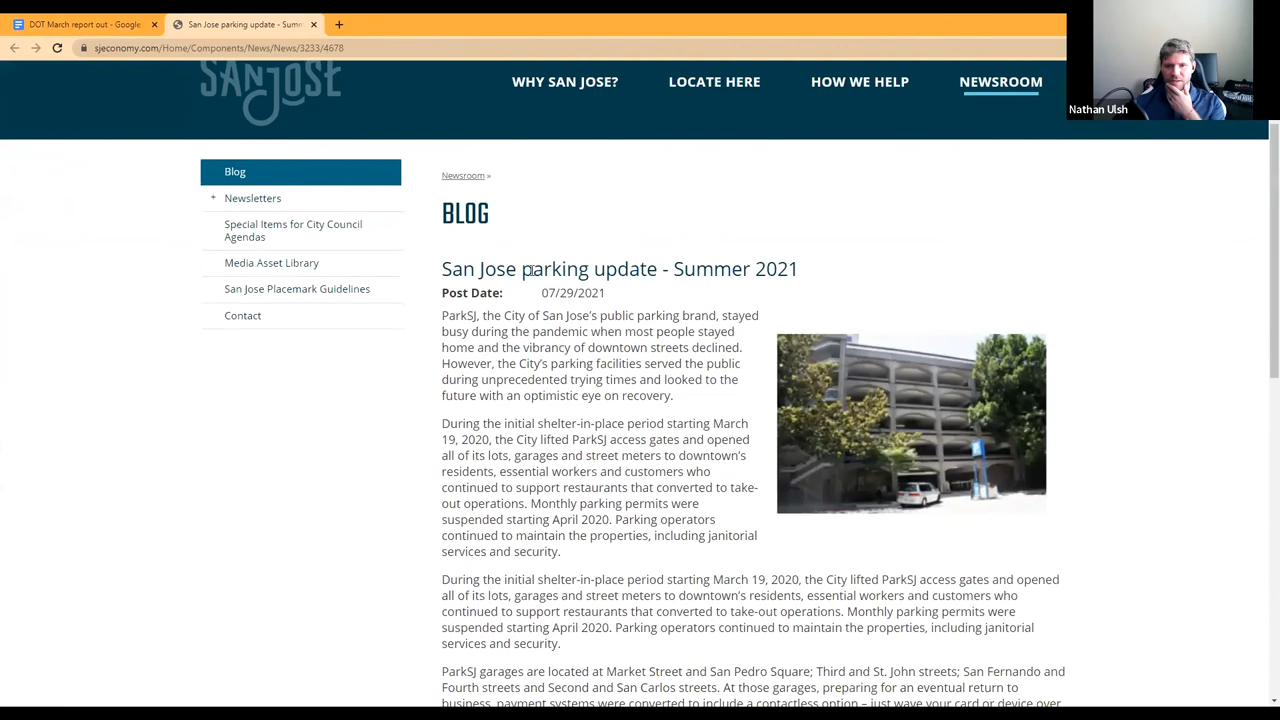 DOT March report out - Google
San Jose parking update - Summ
sjeconomy.com/Home/Components/News/News/3233/4678
Nathan Ulsh
SAN JOSE
WHY SAN JOSE?
LOCATE HERE
HOW WE HELP
NEWSROOM
Blog
+ Newsletters
Special Items for City Council
Agendas
Media Asset Library
San Jose Placemark Guidelines
Contact
Newsroom »
BLOG
San Jose parking update - Summer 2021
Post Date: 07/29/2021
ParkSJ, the City of San Jose's public parking brand, stayed
busy during the pandemic when most people stayed
home and the vibrancy of downtown streets declined.
However, the City's parking facilities served the public
during unprecedented trying times and looked to the
future with an optimistic eye on recovery.
During the initial shelter-in-place period starting March
19, 2020, the City lifted ParkSJ access gates and opened
all of its lots, garages and street meters to downtown's
residents, essential workers and customers who
continued to support restaurants that converted to take-
out operations. Monthly parking permits were
suspended starting April 2020. Parking operators
continued to maintain the properties, including janitorial
services and security.
During the initial shelter-in-place period starting March 19, 2020, the City lifted ParkSJ access gates and opened
all of its lots, garages and street meters to downtown's residents, essential workers and customers who
continued to support restaurants that converted to take-out operations. Monthly parking permits were
suspended starting April 2020. Parking operators continued to maintain the properties, including janitorial
services and security.
ParkSJ garages are located at Market Street and San Pedro Square; Third and St. John streets; San Fernando and
Fourth streets and Second and San Carlos streets. At those garages, preparing for an eventual return to
business, payment systems were converted to include a contactless option – just wave your card or device over